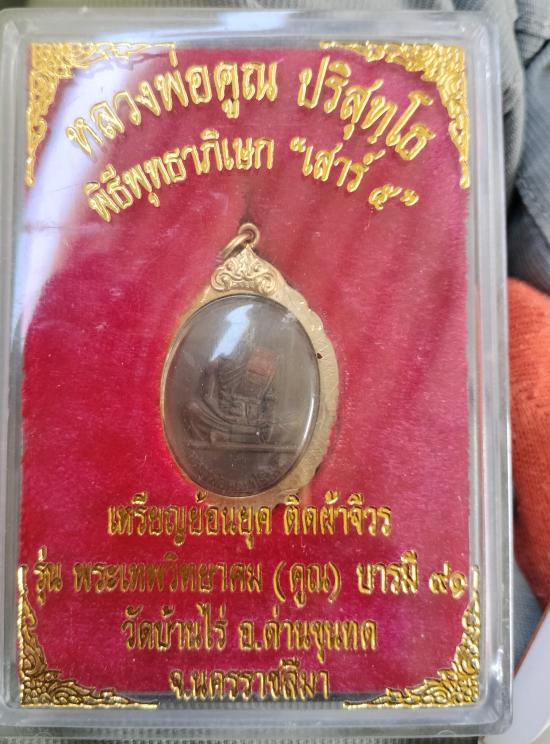 หลวงพ่อคูณ ปริสุทฺโธ
พิธีพุทธาภิเษก "เสาร์ ๕"
เหรียญย้อนยุค ติดผ้าจีวร
รุ่น พระเทพวิทยาคม (คูณ) บารมี ๙๑
วัดบ้านไร่ อ.ด่านขุนทด
จ.นครราชสีมา